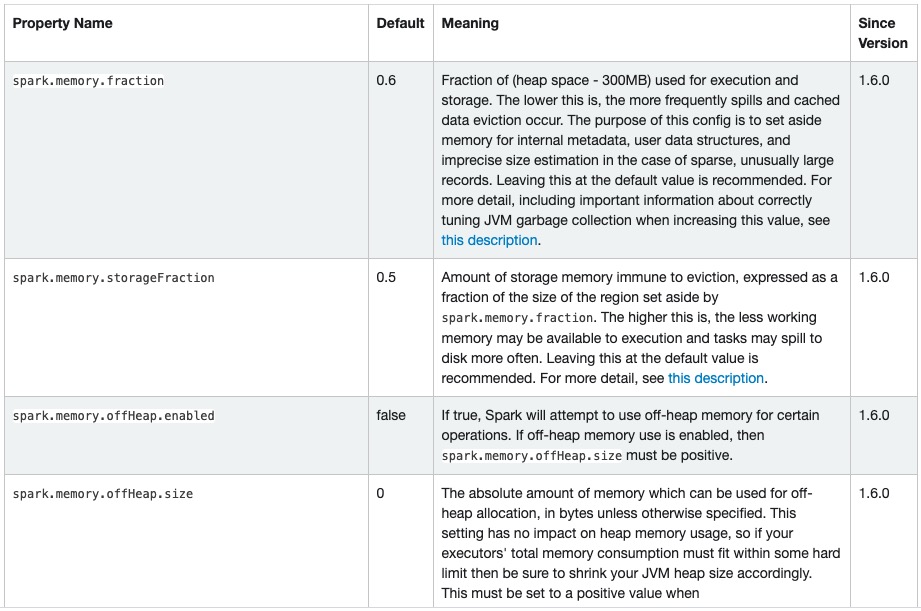 Property Name Default Meaning Since
Version
spark.memory.fraction 0.6 Fraction of (heap space - 300MB) used for execution and 1.6.0
storage. The lower this is, the more frequently spills and cached
data eviction occur. The purpose of this config is to set aside
memory for internal metadata, user data structures, and
imprecise size estimation in the case of sparse, unusually large
records. Leaving this at the default value is recommended. For
more detail, including important information about correctly
tuning JVM garbage collection when increasing this value, see
this description.
spark.memory.storageFraction 0.5 Amount of storage memory immune to eviction, expressed as a 1.6.0
fraction of the size of the region set aside by
spark.memory.fraction. The higher this is, the less working
memory may be available to execution and tasks may spill to
disk more often. Leaving this at the default value is
recommended. For more detail, see this description.
spark.memory.offHeap.enabled false If true, Spark will attempt to use off-heap memory for certain 1.6.0
operations. If off-heap memory use is enabled, then
spark.memory.offHeap.size must be positive.
spark.memory.offHeap.size 0 The absolute amount of memory which can be used for off- 1.6.0
heap allocation, in bytes unless otherwise specified. This
setting has no impact on heap memory usage, so if your
executors' total memory consumption must fit within some hard
limit then be sure to shrink your JVM heap size accordingly.
This must be set to a positive value when